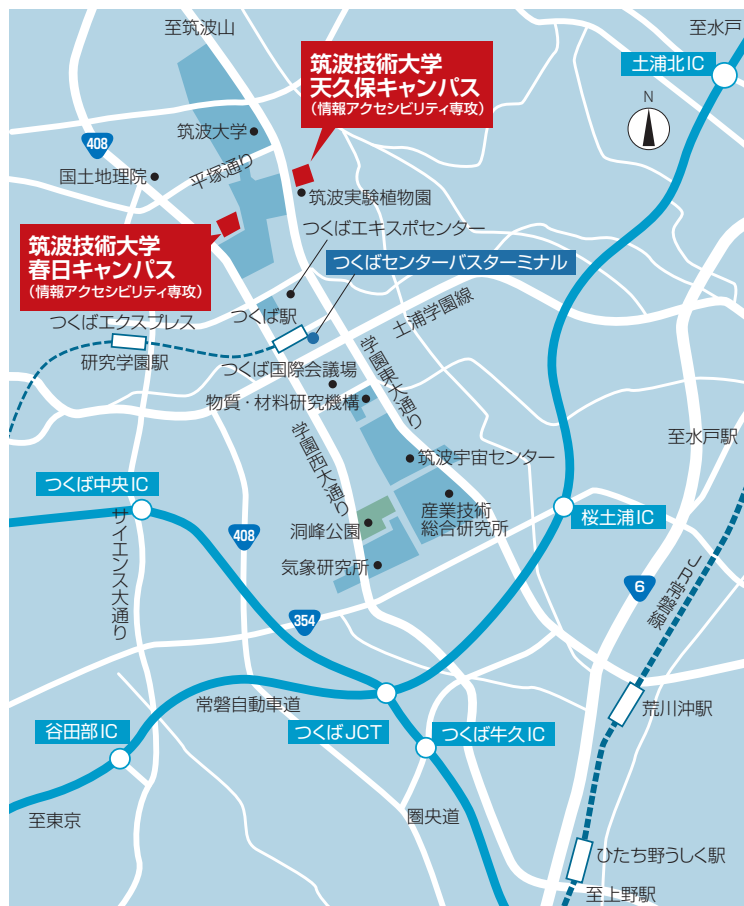 至筑波山
至水戸
土浦北IC
筑波技術大学
天久保キャンパス
(情報アクセシビリティ専攻)
N
408
筑波大学
平塚通り
国土地理院
筑波実験植物園
つくばエキスポセンター
筑波技術大学
春日キャンパス
(情報アクセシビリティ専攻)
つくばセンターバスターミナル
つくば駅
土浦学園線
つくばエクスプレス
研究学園駅
学園東大通り
つくば国際会議場
物質・材料研究機構
学園西大通り
至水戸駅
筑波宇宙センター
つくば中央IC
産業技術
総合研究所
桜土浦IC
サイエンス大通り
408
洞峰公園
気象研究所
6
JR常磐線
354
常磐自動車道
荒川沖駅
谷田部IC
つくばJCT
つくば牛久IC
至東京
圏央道
ひたち野うしく駅
至上野駅